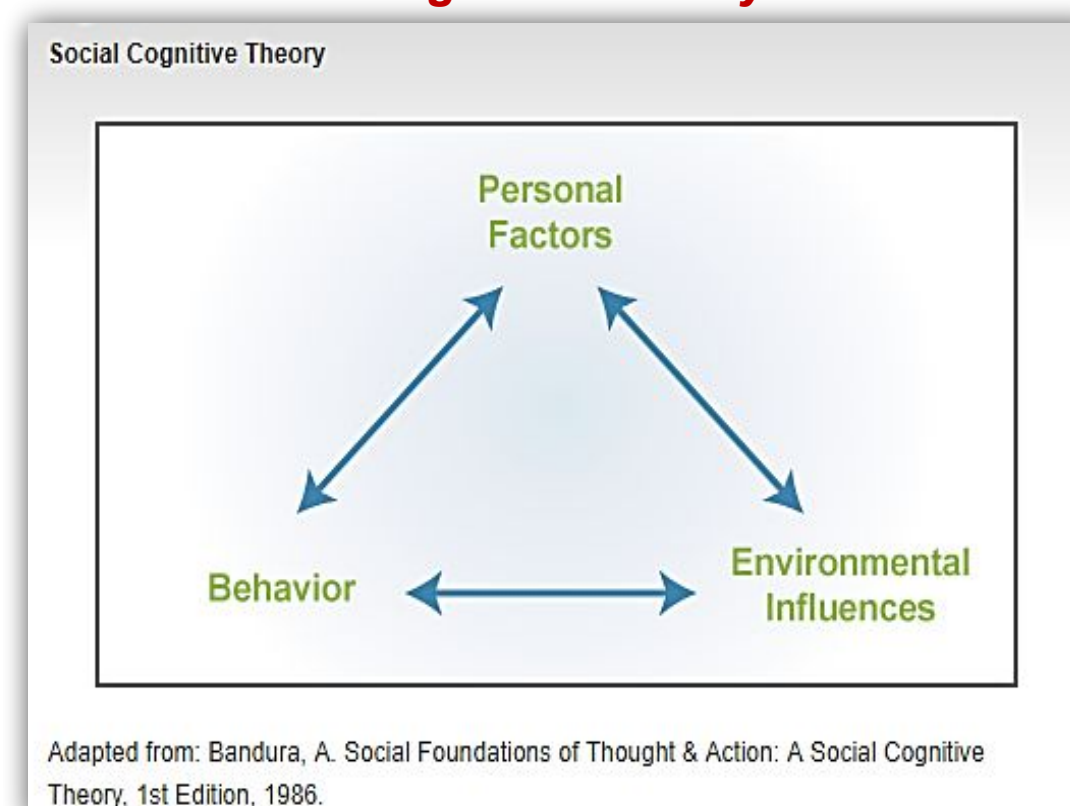 Social Cognitive Theory
Personal
Factors
Behavior
Environmental
Influences
Adapted from: Bandura, A. Social Foundations of Thought & Action: A Social Cognitive
Theory, 1st Edition, 1986.